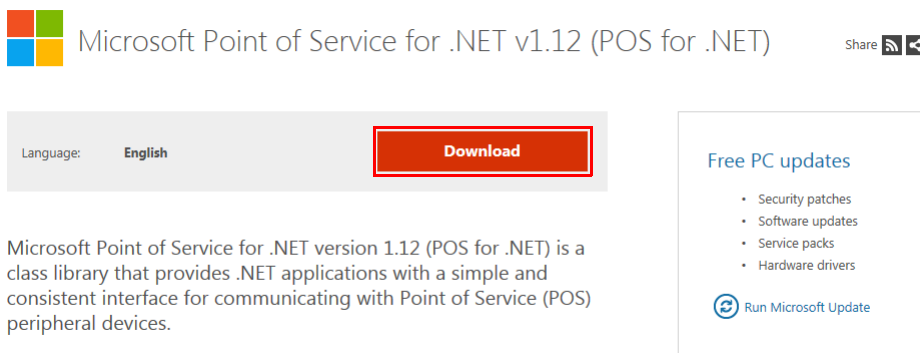 Microsoft Point of Service for .NET v1.12 (POS for .NET)
Share
Language: English
Download
Microsoft Point of Service for .NET version 1.12 (POS for .NET) is a
class library that provides .NET applications with a simple and
consistent interface for communicating with Point of Service (POS)
peripheral devices.
Free PC updates
• Security patches
• Software updates
• Service packs
• Hardware drivers
Run Microsoft Update